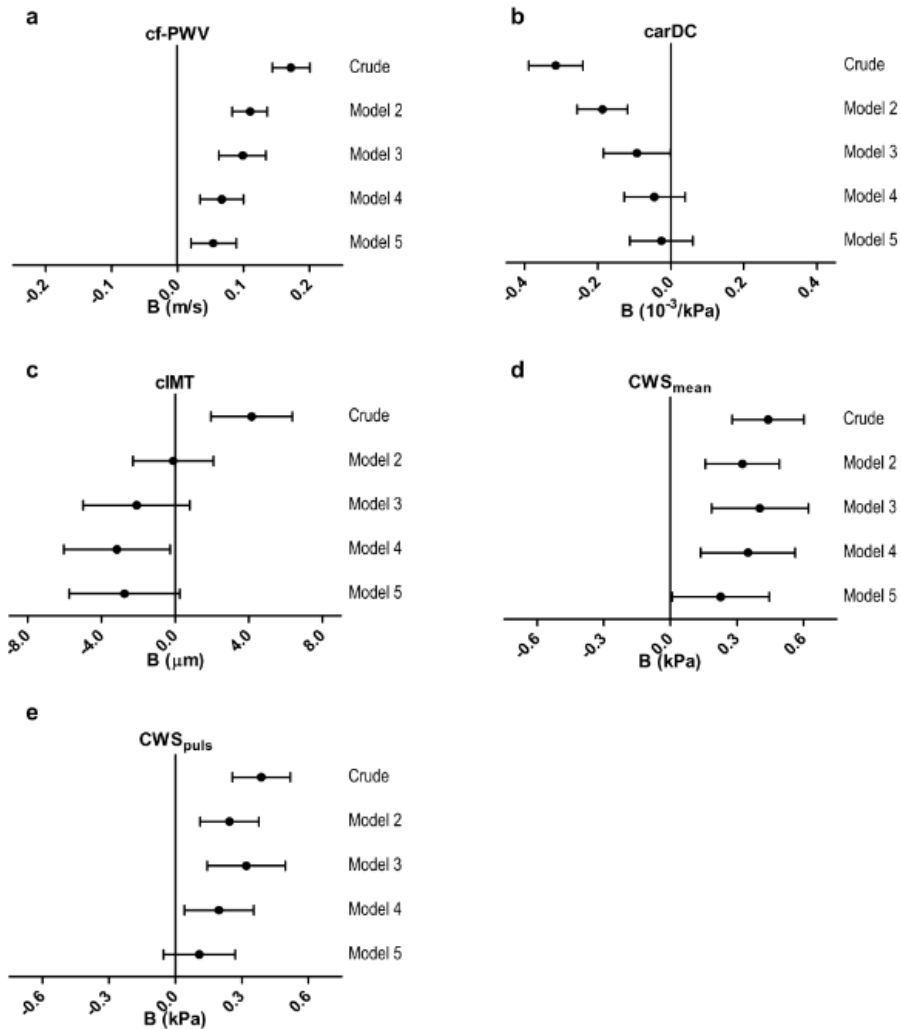 a
cf-PWV
Crude
Model 2
Model 3
Model 4
Model 5
-0.2 -0.1 0.0 0.1 0.2
B (m/s)
b
carDC
Crude
Model 2
Model 3
Model 4
Model 5
-0.4 -0.2 0.0 0.2 0.4
B (10⁻³/kPa)
c
cIMT
Crude
Model 2
Model 3
Model 4
Model 5
-8.0 -4.0 0.0 4.0 8.0
B (μm)
d
CWSmean
Crude
Model 2
Model 3
Model 4
Model 5
-0.6 -0.3 0.0 0.3 0.6
B (kPa)
e
CWSpuls
Crude
Model 2
Model 3
Model 4
Model 5
-0.6 -0.3 0.0 0.3 0.6
B (kPa)